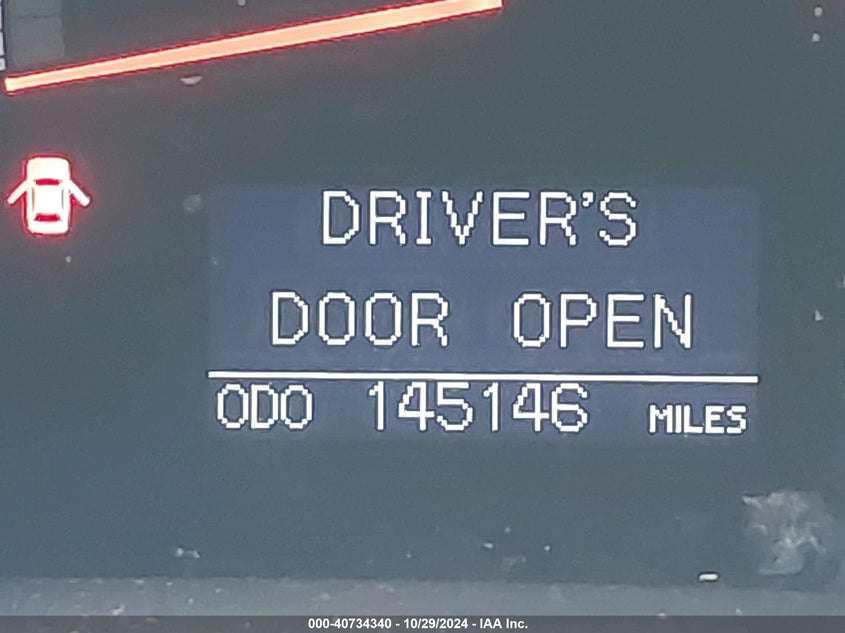 DRIVER'S
DOOR OPEN
ODO 145146 MILES
000-40734340 - 10/29/2024 - IAA Inc.